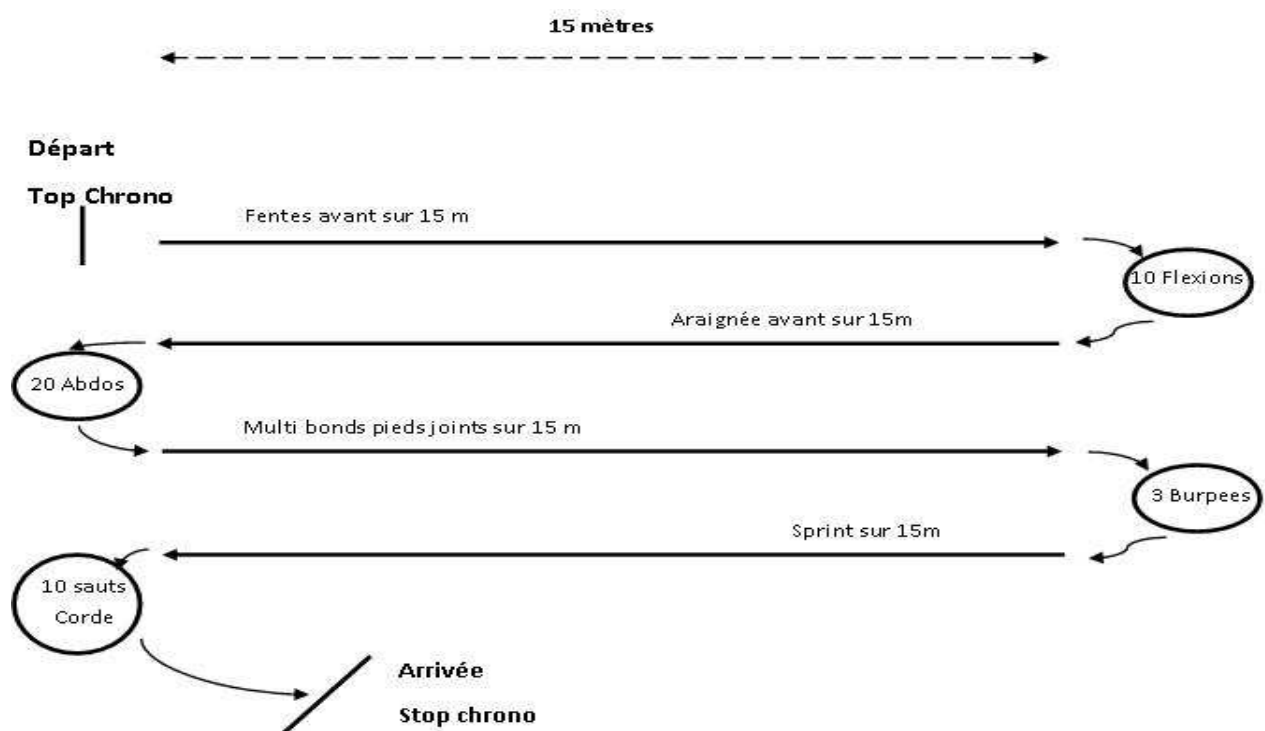 15 mètres
Départ
Top Chrono
Fentes avant sur 15 m
10 Flexions
Araignée avant sur 15m
20 Abdos
Multi bonds pieds joints sur 15 m
3 Burpees
Sprint sur 15m
10 sauts
Corde
Arrivée
Stop chrono